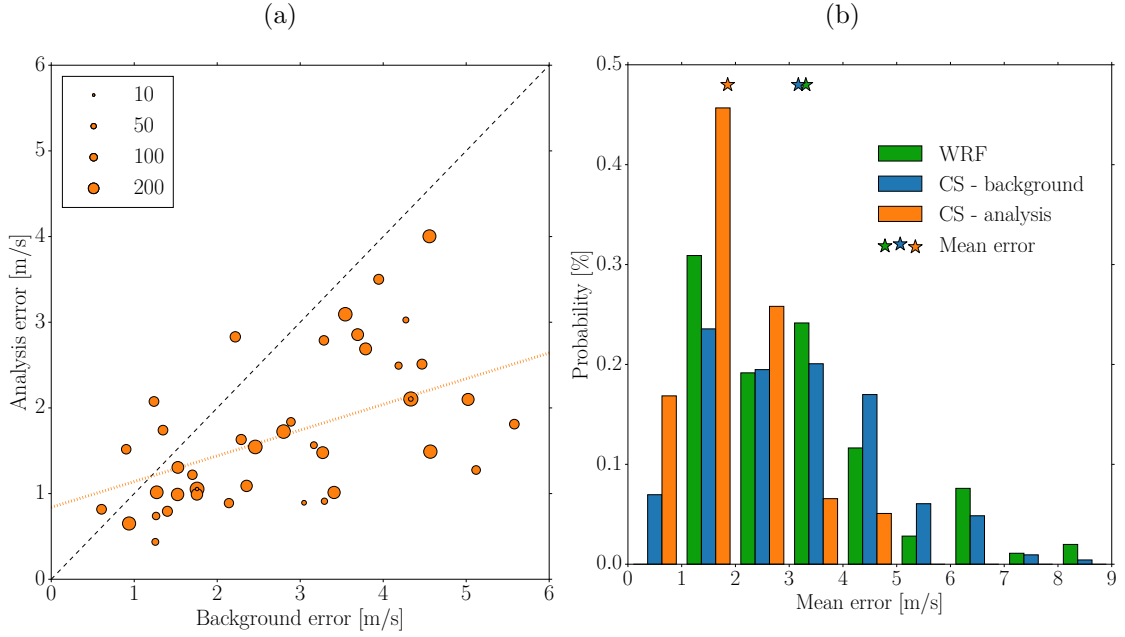 (a)
6
5
4
3
2
1
0
Analysis error [m/s]
10
50
100
200
0 1 2 3 4 5 6
Background error [m/s]
(b)
0.5
0.4
0.3
0.2
0.1
0.0
Probability [%]
WRF
CS - background
CS - analysis
Mean error
0 1 2 3 4 5 6 7 8 9
Mean error [m/s]